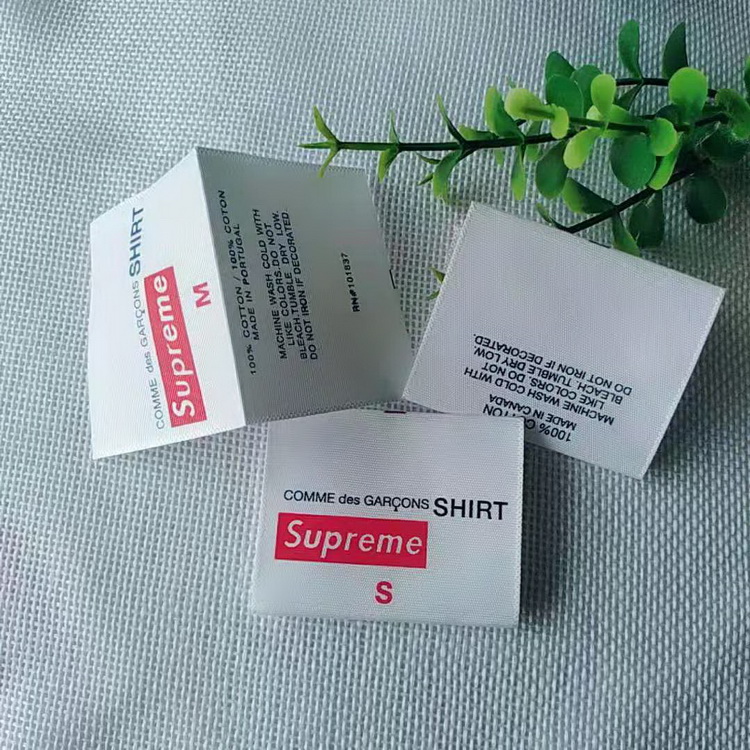 COMME des GARÇONS SHIRT
Supreme
M
100% COTTON / 100% COTON
MADE IN PORTUGAL
MACHINE WASH COLD WITH
LIKE COLORS.DO NOT
BLEACH.TUMBLE DRY LOW.
DO NOT IRON IF DECORATED.
RN#101837
100% COTTON
MADE IN CANADA
MACHINE WASH COLD WITH
LIKE COLORS. DO NOT
BLEACH. TUMBLE DRY LOW.
DO NOT IRON IF DECORATED.
COMME des GARÇONS SHIRT
Supreme
S